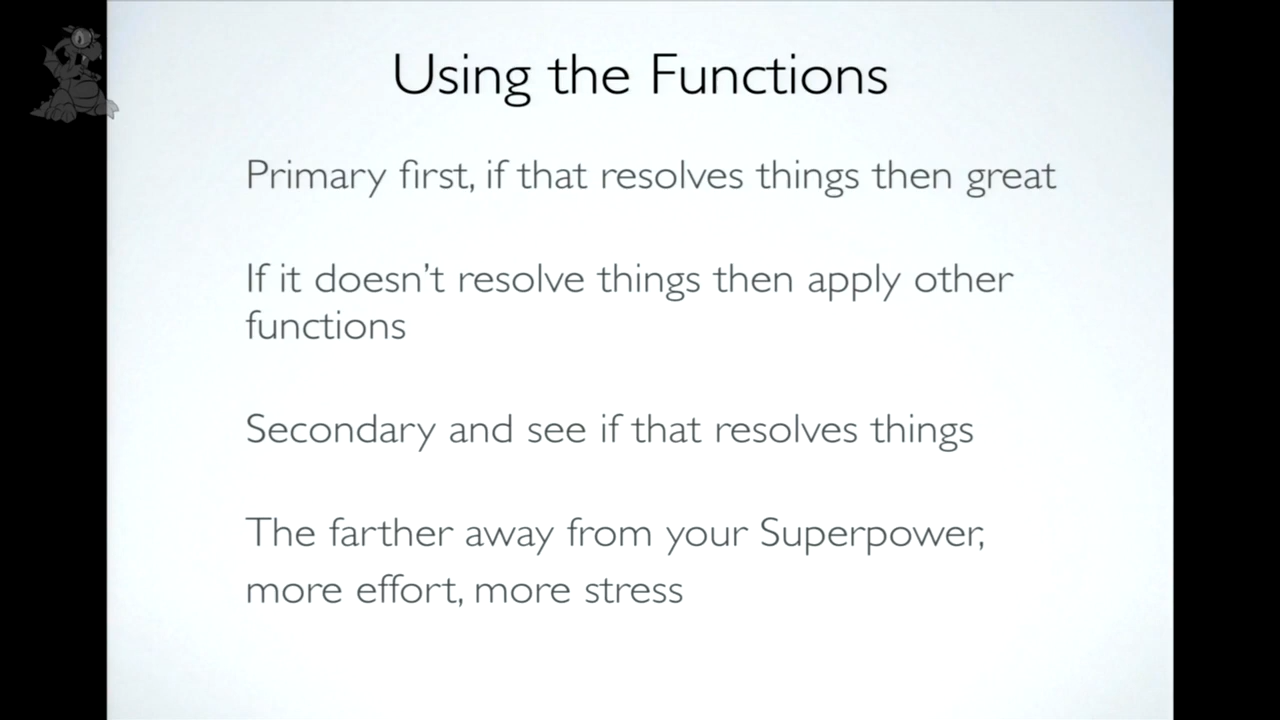 Using the Functions
Primary first, if that resolves things then great
If it doesn’t resolve things then apply other
functions
Secondary and see if that resolves things
The farther away from your Superpower,
more effort, more stress